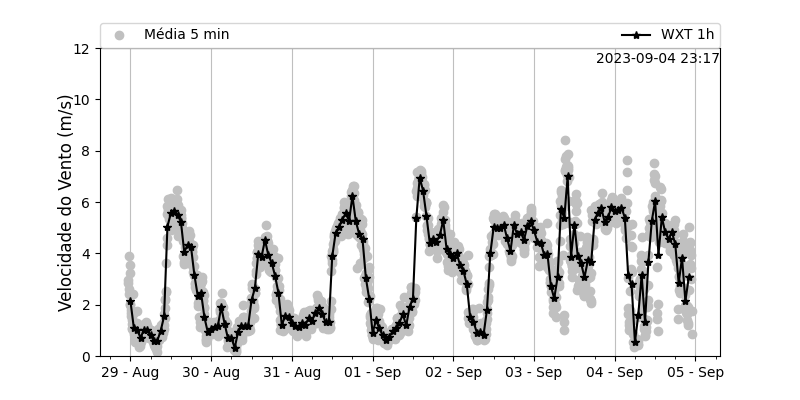 Média 5 min
WXT 1h
2023-09-04 23:17
Velocidade do Vento (m/s)
12
10
8
6
4
2
0
29 - Aug
30 - Aug
31 - Aug
01 - Sep
02 - Sep
03 - Sep
04 - Sep
05 - Sep